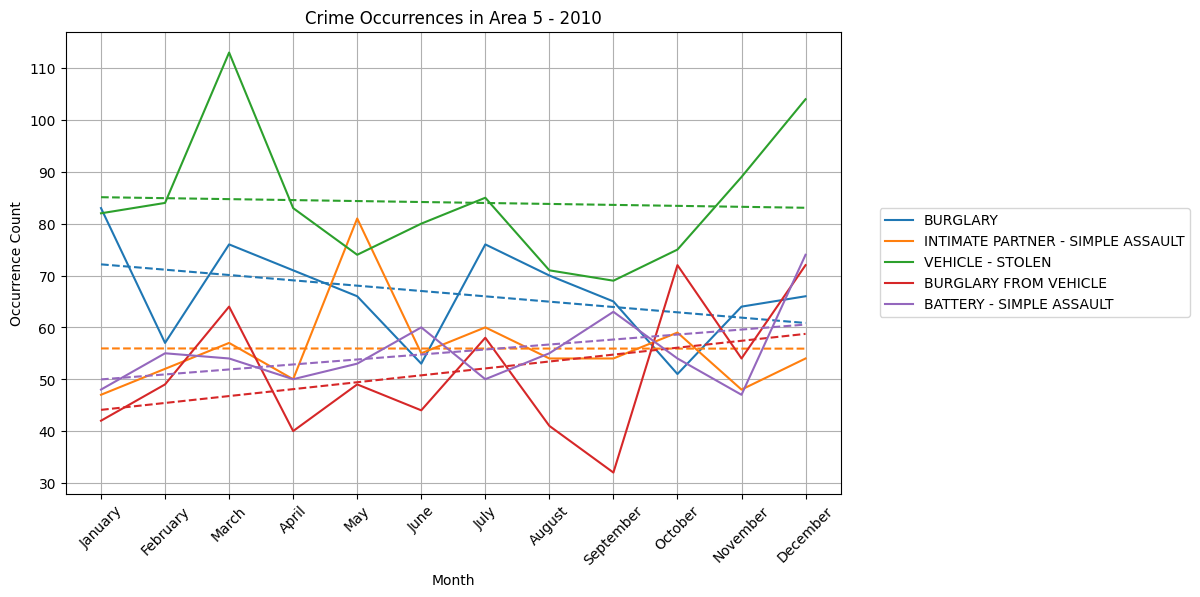 Crime Occurrences in Area 5 - 2010
Occurrence Count
110
100
90
80
70
60
50
40
30
January
February
March
April
May
June
July
August
September
October
November
December
Month
BURGLARY
INTIMATE PARTNER - SIMPLE ASSAULT
VEHICLE - STOLEN
BURGLARY FROM VEHICLE
BATTERY - SIMPLE ASSAULT